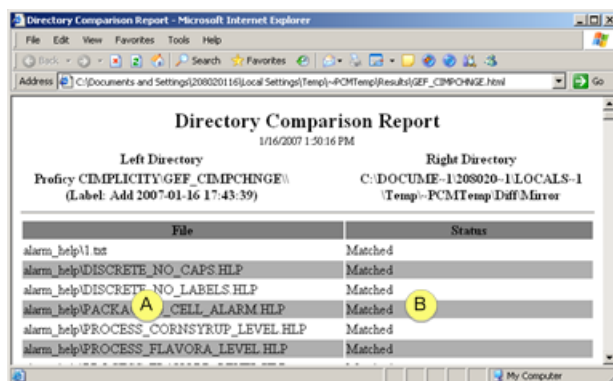 Directory Comparison Report - Microsoft Internet Explorer
File Edit View Favorites Tools Help
Back Search Favorites
Address C:\Documents and Settings\208020116\Local Settings\Temp\~PCMTemp\Results\GEF_CIMPCHNGE.html Go
Directory Comparison Report
1/16/2007 1:50:16 PM
Left Directory Right Directory
Proficy CIMPLICITY\GEF_CIMPCHNGE\\ C:\DOCUME~1\208020~1\LOCALS~1
(Label: Add 2007-01-16 17:43:39) \Temp\~PCMTemp\Diff\Mirror
File Status
alarm_help\1.txt Matched
alarm_help\DISCRETE_NO_CAPS.HLP Matched
alarm_help\DISCRETE_NO_LABELS.HLP Matched
A B
alarm_help\PACKA CELL_ALARM.HLP Matched
alarm_help\PROCESS_CORNSYRUP_LEVEL.HLP Matched
alarm_help\PROCESS_FLAVORA_LEVEL.HLP Matched
My Computer